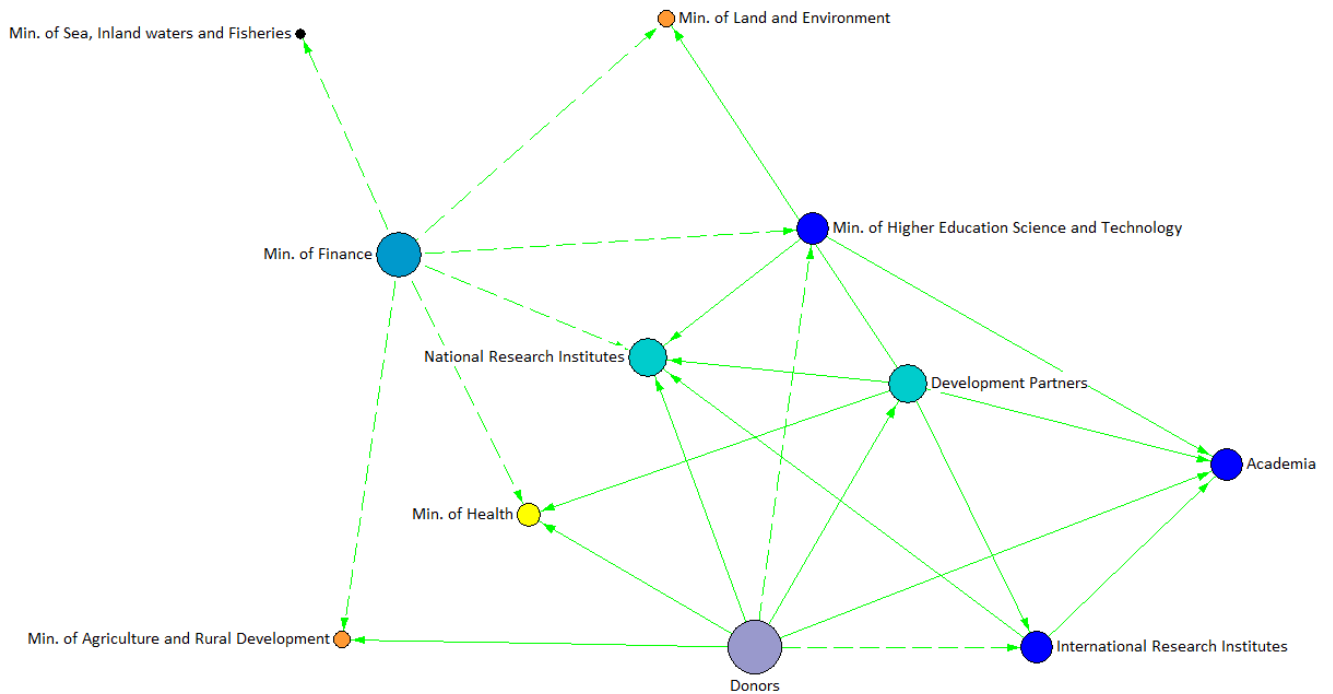 Min. of Land and Environment
Min. of Sea, Inland waters and Fisheries
Min. of Higher Education Science and Technology
Min. of Finance
National Research Institutes
Development Partners
Academia
Min. of Health
Min. of Agriculture and Rural Development
International Research Institutes
Donors